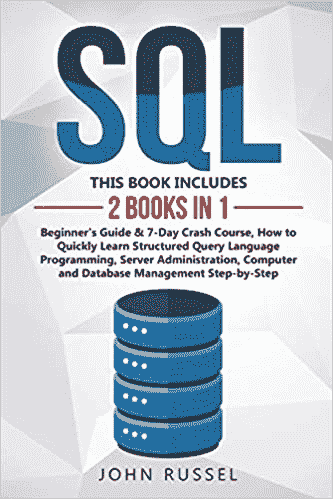 SQL
THIS BOOK INCLUDES
2 BOOKS IN 1
Beginner's Guide & 7-Day Crash Course, How to
Quickly Learn Structured Query Language
Programming, Server Administration, Computer
and Database Management Step-by-Step
JOHN RUSSEL